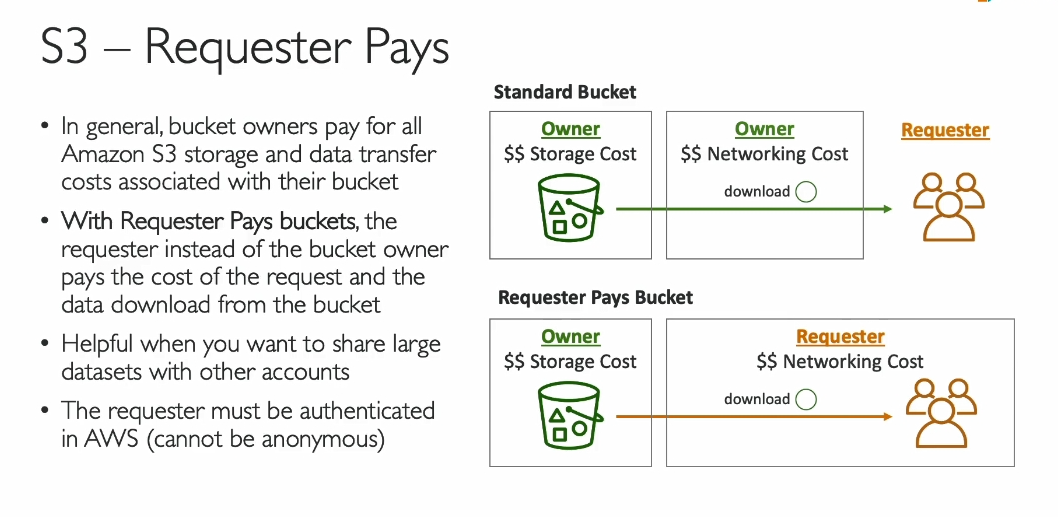 S3 – Requester Pays
• In general, bucket owners pay for all
Amazon S3 storage and data transfer
costs associated with their bucket
• With Requester Pays buckets, the
requester instead of the bucket owner
pays the cost of the request and the
data download from the bucket
• Helpful when you want to share large
datasets with other accounts
• The requester must be authenticated
in AWS (cannot be anonymous)
Standard Bucket
Owner
$$ Storage Cost
Owner
$$ Networking Cost
download
Requester
Requester Pays Bucket
Owner
$$ Storage Cost
Requester
$$ Networking Cost
download